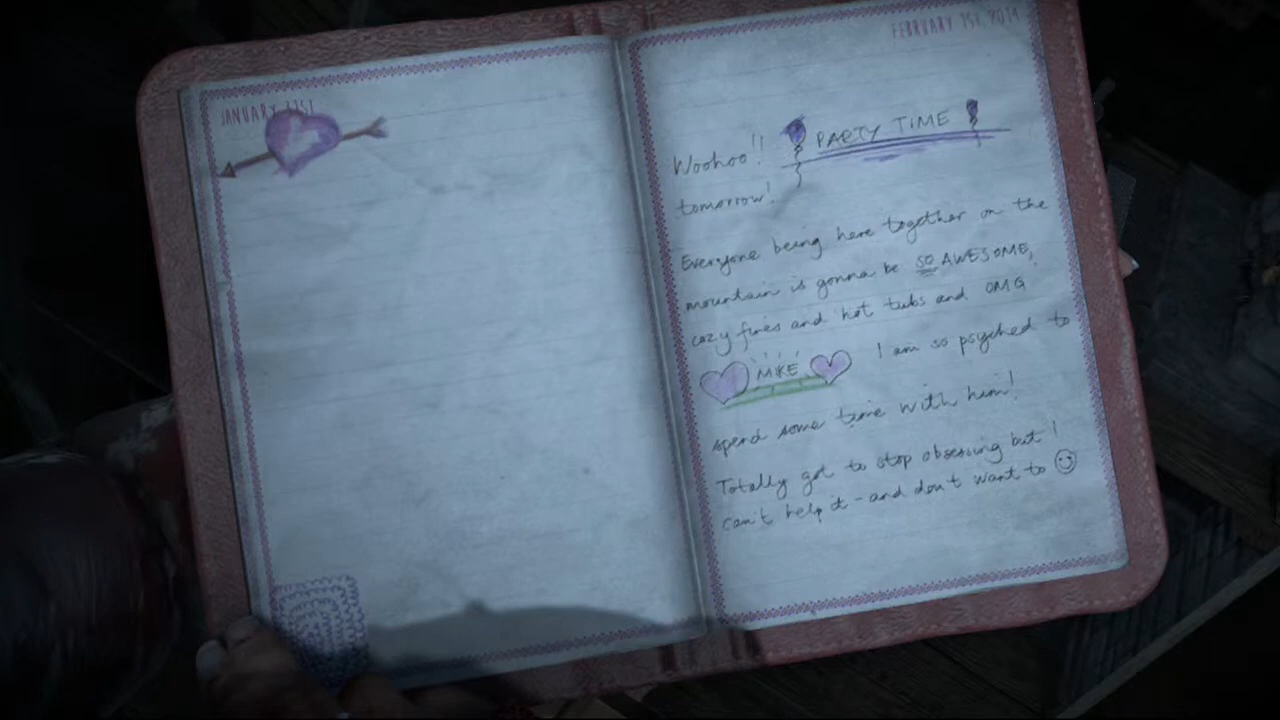 JANUARY 31ST
FEBRUARY 1ST, 2014
Woohoo!! PARTY TIME
tomorrow!
Everyone being here together on the
mountain is gonna be SO AWESOME,
cozy fires and hot tubs and OMG
MIKE I am so psyched to
spend some time with him!
Totally got to stop obsessing but I
can't help it - and don't want to